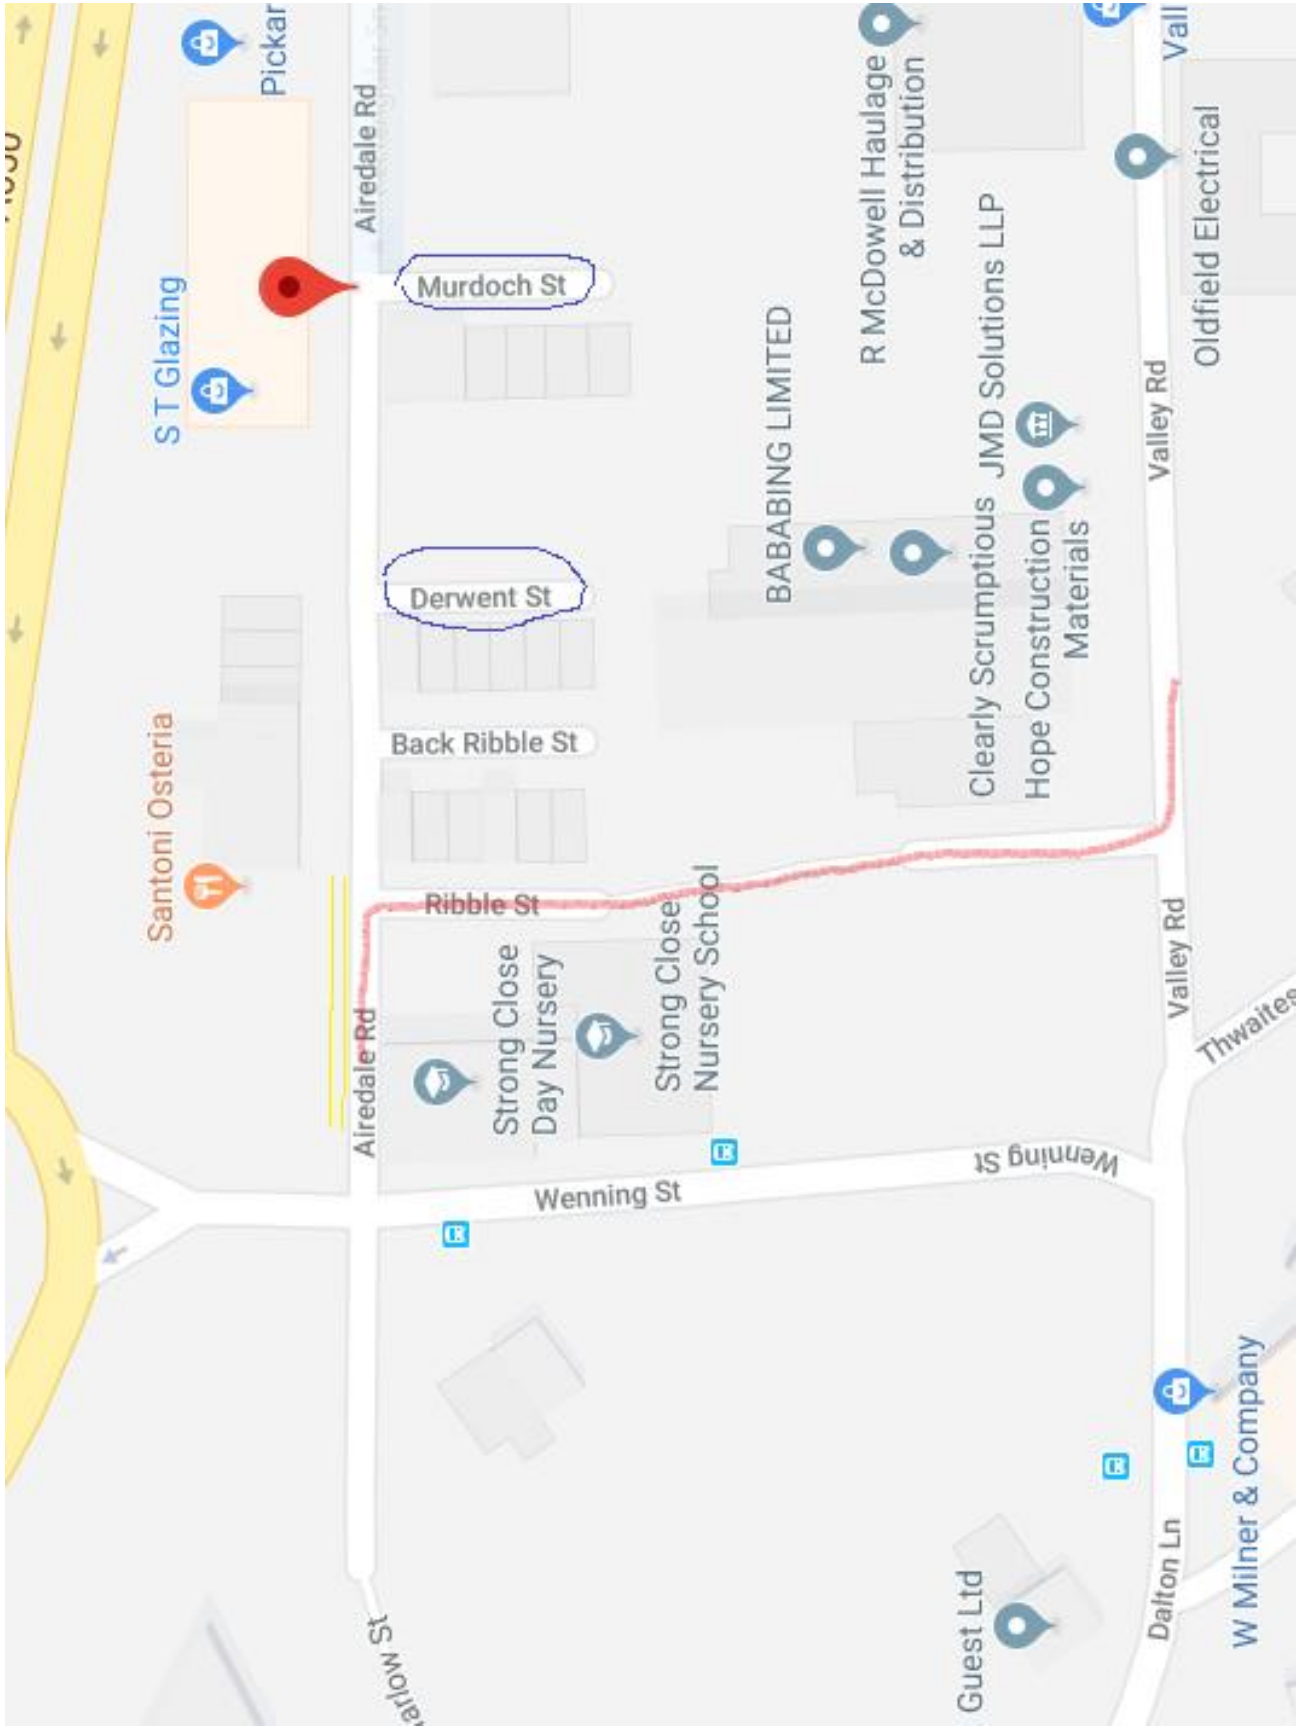 Pickar
Airedale Rd
S T Glazing
Murdoch St
R McDowell Haulage
& Distribution
Vall
Oldfield Electrical
Valley Rd
BABABING LIMITED
JMD Solutions LLP
Clearly Scrumptious
Hope Construction
Materials
Derwent St
Back Ribble St
Santoni Osteria
Ribble St
Strong Close
Day Nursery
Strong Close
Nursery School
Airedale Rd
Valley Rd
Thwaites
Wenning St
Wenning St
W Milner & Company
Dalton Ln
Guest Ltd
arlow St